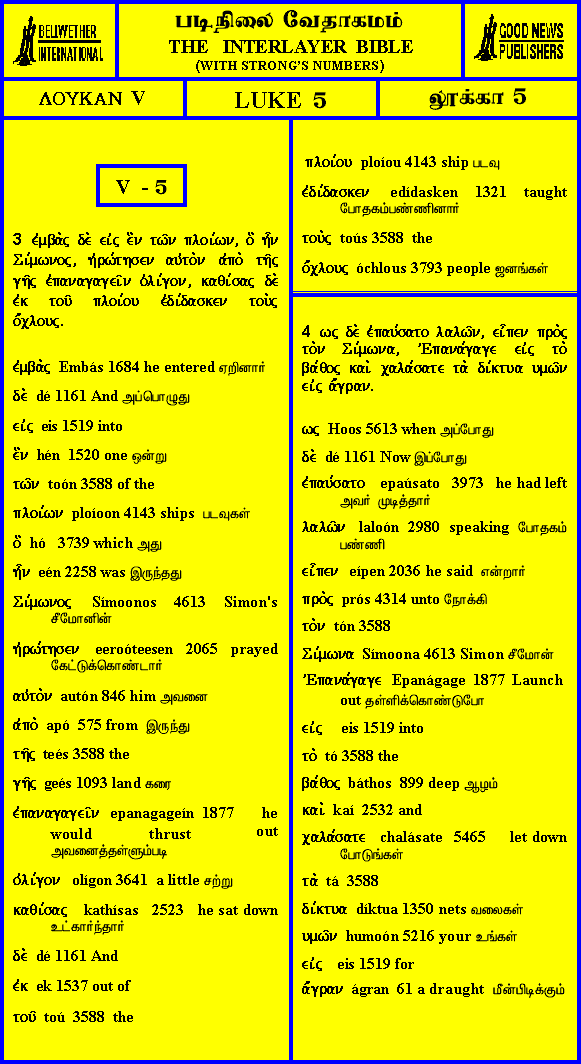 BELLWETHER
INTERNATIONAL
படிநிலை வேதாகமம்
THE INTERLAYER BIBLE
(WITH STRONG'S NUMBERS)
GOOD NEWS
PUBLISHERS
ΛΟΥΚΑΝ V
LUKE 5
லூக்கா 5
V - 5
3 ἐμβὰς δὲ εἰς ἓν τῶν πλοίων, ὃ ἦν
Σίμωνος, ἠρώτησεν αὐτὸν ἀπὸ τῆς
γῆς ἐπαναγαγεῖν ὀλίγον, καθίσας δὲ
ἐκ τοῦ πλοίου ἐδίδασκεν τοὺς
ὄχλους.
ἐμβὰς Embás 1684 he entered ஏறினார்
δὲ dé 1161 And அப்பொழுது
εἰς eis 1519 into
ἓν hén 1520 one ஒன்று
τῶν toón 3588 of the
πλοίων ploíoon 4143 ships படவுகள்
ὃ hó 3739 which அது
ἦν eén 2258 was இருந்தது
Σίμωνος Símoonos 4613 Simon's
சீமோனின்
ἠρώτησεν eeroóteesen 2065 prayed
கேட்டுக்கொண்டார்
αὐτὸν autón 846 him அவனை
ἀπὸ apó 575 from இருந்து
τῆς teés 3588 the
γῆς geés 1093 land கரை
ἐπαναγαγεῖν epanagageín 1877 he
would thrust out
அவனைத்தள்ளும்படி
ὀλίγον olígon 3641 a little சற்று
καθίσας kathísas 2523 he sat down
உட்கார்ந்தார்
δὲ dé 1161 And
ἐκ ek 1537 out of
τοῦ toú 3588 the
πλοίου ploíou 4143 ship படவு
ἐδίδασκεν edídasken 1321 taught
போதகம்பண்ணினார்
τοὺς toús 3588 the
ὄχλους óchlous 3793 people ஜனங்கள்
4 ως δὲ ἐπαύσατο λαλῶν, εἶπεν πρὸς
τὸν Σίμωνα, Ἐπανάγαγε εἰς τὸ
βάθος καὶ χαλάσατε τὰ δίκτυα υμῶν
εἰς ἄγραν.
ως Hoos 5613 when அப்போது
δὲ dé 1161 Now இப்போது
ἐπαύσατο epaúsato 3973 he had left
அவர் முடித்தார்
λαλῶν laloón 2980 speaking போதகம்
பண்ணி
εἶπεν eípen 2036 he said என்றார்
πρὸς prós 4314 unto நோக்கி
τὸν tón 3588
Σίμωνα Símoona 4613 Simon சீமோன்
Ἐπανάγαγε Epanágage 1877 Launch
out தள்ளிக்கொண்டுபோ
εἰς eis 1519 into
τὸ tó 3588 the
βάθος báthos 899 deep ஆழம்
καὶ kaí 2532 and
χαλάσατε chalásate 5465 let down
போடுங்கள்
τὰ tá 3588
δίκτυα díktua 1350 nets வலைகள்
υμῶν humoón 5216 your உங்கள்
εἰς eis 1519 for
ἄγραν ágran 61 a draught மீன்பிடிக்கும்